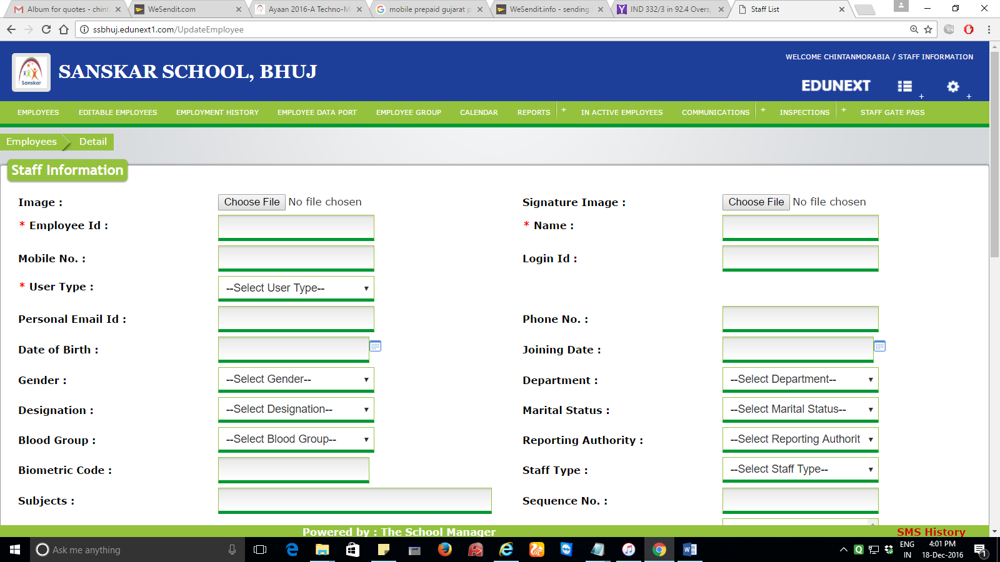 Album for quotes - chint
WeSendit.com
Ayaan 2016-A Techno-M
mobile prepaid gujarat p
WeSendit.info - sending
IND 332/3 in 92.4 Overs,
Staff List
ssbhuj.edunext1.com/UpdateEmployee
Sanskar
SANSKAR SCHOOL, BHUJ
WELCOME CHINTANMORABIA / STAFF INFORMATION
EDUNEXT
+ +
EMPLOYEES EDITABLE EMPLOYEES EMPLOYMENT HISTORY EMPLOYEE DATA PORT EMPLOYEE GROUP CALENDAR REPORTS + IN ACTIVE EMPLOYEES COMMUNICATIONS + INSPECTIONS + STAFF GATE PASS
Employees Detail
Staff Information
Image : Choose File No file chosen Signature Image : Choose File No file chosen
* Employee Id : * Name :
Mobile No. : Login Id :
* User Type : --Select User Type--
Personal Email Id : Phone No. :
Date of Birth : Joining Date :
Gender : --Select Gender-- Department : --Select Department--
Designation : --Select Designation-- Marital Status : --Select Marital Status--
Blood Group : --Select Blood Group-- Reporting Authority : --Select Reporting Authorit
Biometric Code : Staff Type : --Select Staff Type--
Subjects : Sequence No. :
Powered by : The School Manager SMS History
Ask me anything
ENG
IN
4:01 PM
18-Dec-2016
1